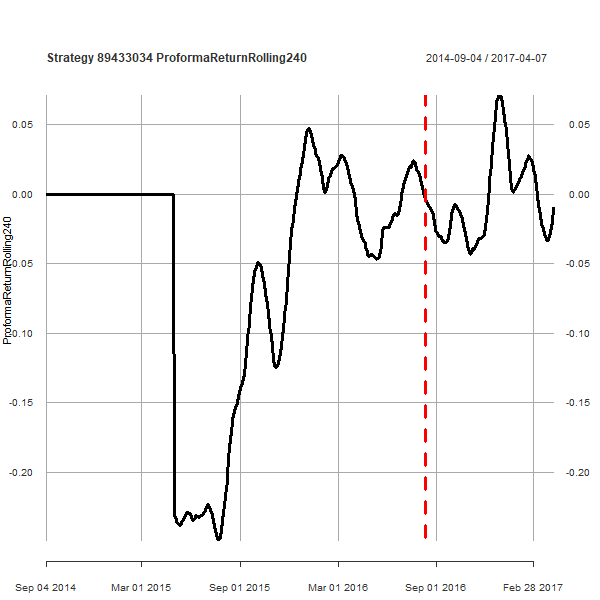 Strategy 89433034 ProformaReturnRolling240
2014-09-04 / 2017-04-07
ProformaReturnRolling240
0.05 0.05
0.00 0.00
-0.05 -0.05
-0.10 -0.10
-0.15 -0.15
-0.20 -0.20
Sep 04 2014 Mar 01 2015 Sep 01 2015 Mar 01 2016 Sep 01 2016 Feb 28 2017